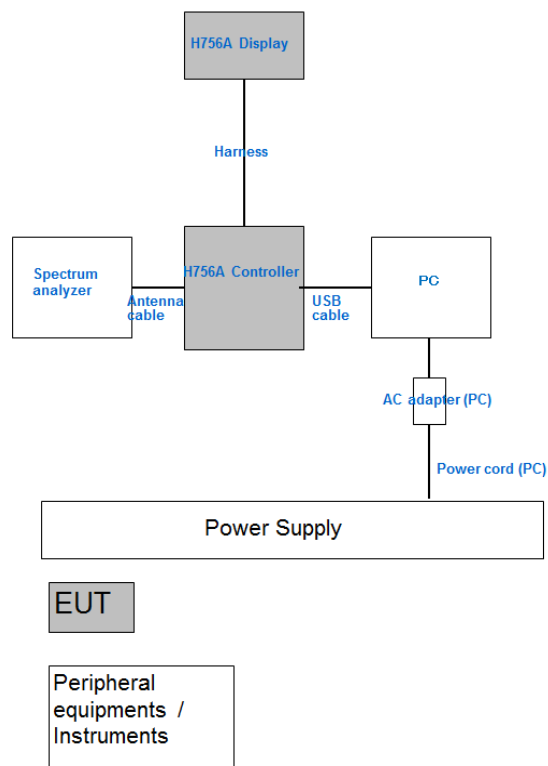 H756A Display
Harness
Spectrum
analyzer
Antenna
cable
H756A Controller
USB
cable
PC
AC adapter (PC)
Power cord (PC)
Power Supply
EUT
Peripheral
equipments /
Instruments